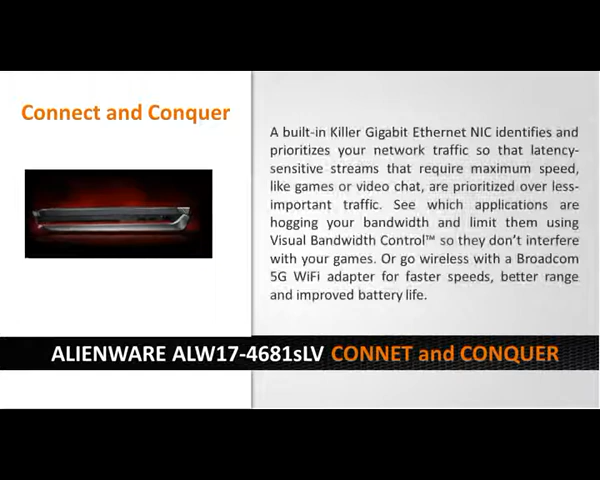 Connect and Conquer
A built-in Killer Gigabit Ethernet NIC identifies and
prioritizes your network traffic so that latency-
sensitive streams that require maximum speed,
like games or video chat, are prioritized over less-
important traffic. See which applications are
hogging your bandwidth and limit them using
Visual Bandwidth Control™ so they don't interfere
with your games. Or go wireless with a Broadcom
5G WiFi adapter for faster speeds, better range
and improved battery life.
ALIENWARE ALW17-4681sLV CONNET and CONQUER